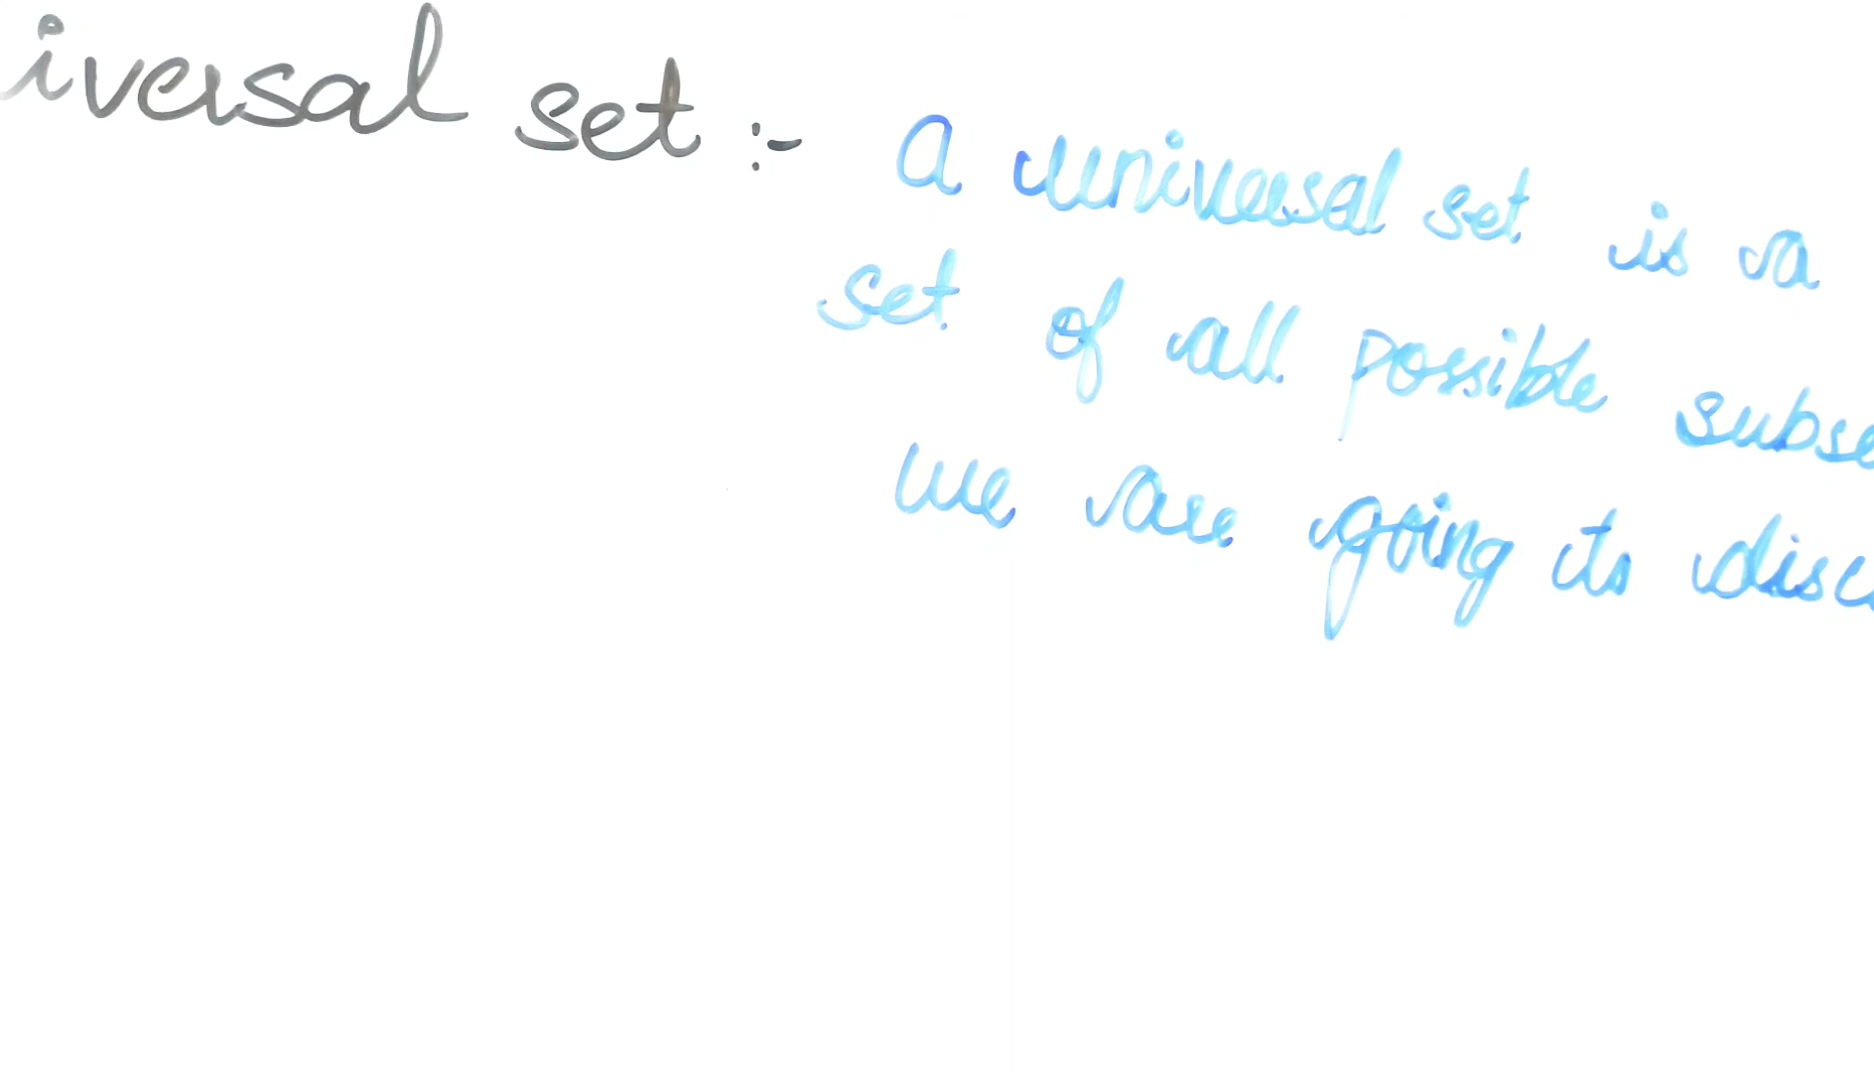 iversal set :-
A universal set is a
set of all possible subse
we are going to disc